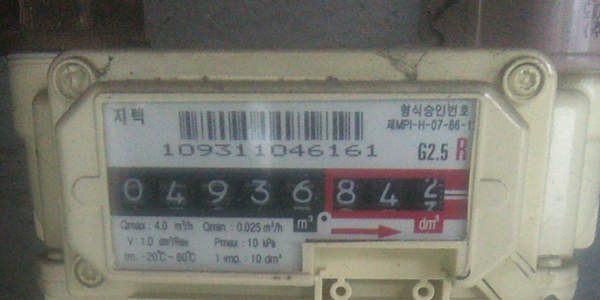 지텍
형식승인번호
제MPI-H-07-86-1
109311046161
G2.5 R
04936842
m³ dm³
Qmax : 4.0 m³/h Qmin : 0.025 m³/h
V : 1.0 dm³/Rev Pmax : 10 kPa
tm. -20℃~60℃ 1 imp. : 10 dm³